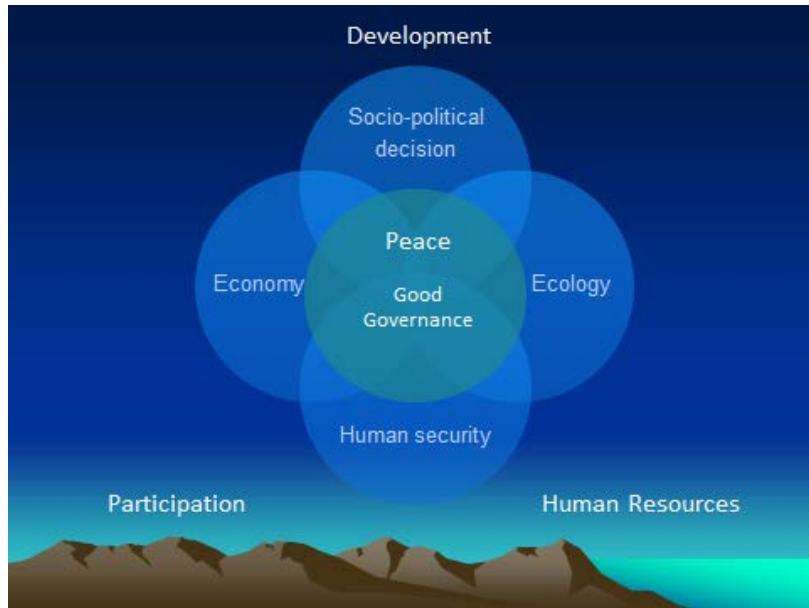 Development
Socio-political
decision
Peace
Economy
Ecology
Good
Governance
Human security
Participation
Human Resources